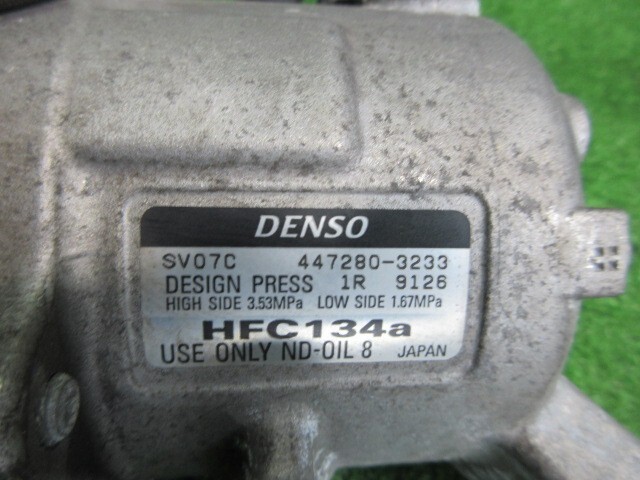 DENSO
SV07C 447280-3233
DESIGN PRESS 1R 9126
HIGH SIDE 3.53MPa LOW SIDE 1.67MPa
HFC134a
USE ONLY ND-OIL 8 JAPAN